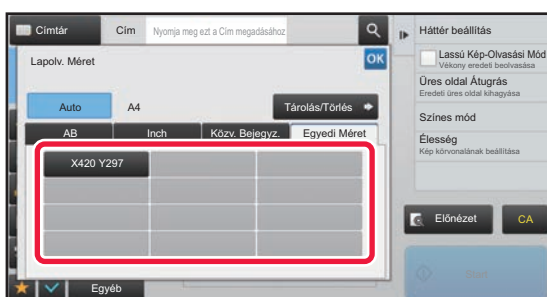 Címtár
Cím
Nyomja meg ezt a Cím megadásához
Lapolv. Méret
OK
Auto
A4
Tárolás/Törlés
AB
Inch
Közv. Bejegyz.
Egyedi Méret
X420 Y297
Egyéb
Háttér beállítás
Lassú Kép-Olvasási Mód
Vékony eredeti beolvasása
Üres oldal Átugrás
Eredeti üres oldal kihagyása
Színes mód
Élesség
Kép körvonalának beállítása
Előnézet
CA
Start